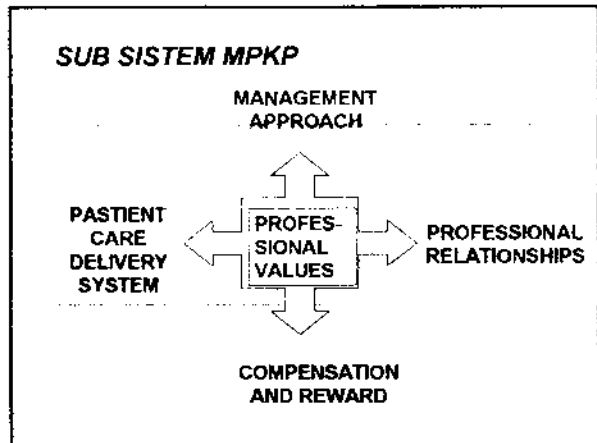 SUB SISTEM MPKP
MANAGEMENT
APPROACH
PASTIENT
CARE
DELIVERY
SYSTEM
PROFES-
SIONAL
VALUES
PROFESSIONAL
RELATIONSHIPS
COMPENSATION
AND REWARD